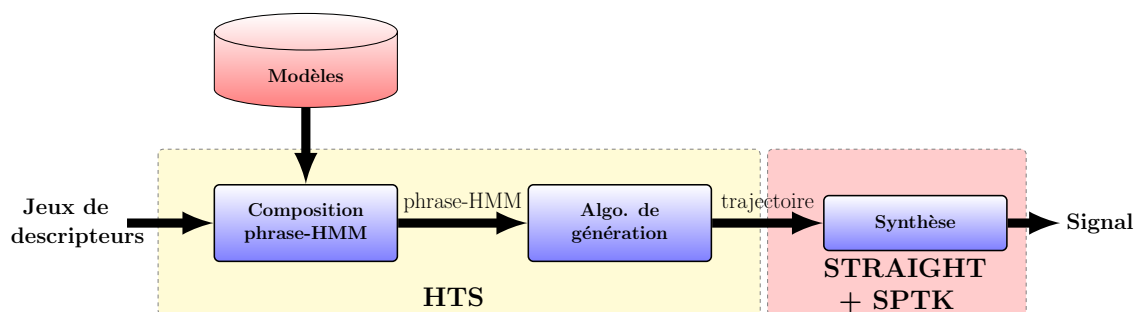 Modèles
Jeux de
descripteurs
Composition
phrase-HMM
phrase-HMM
Algo. de
génération
trajectoire
Synthèse
Signal
HTS
STRAIGHT
+ SPTK